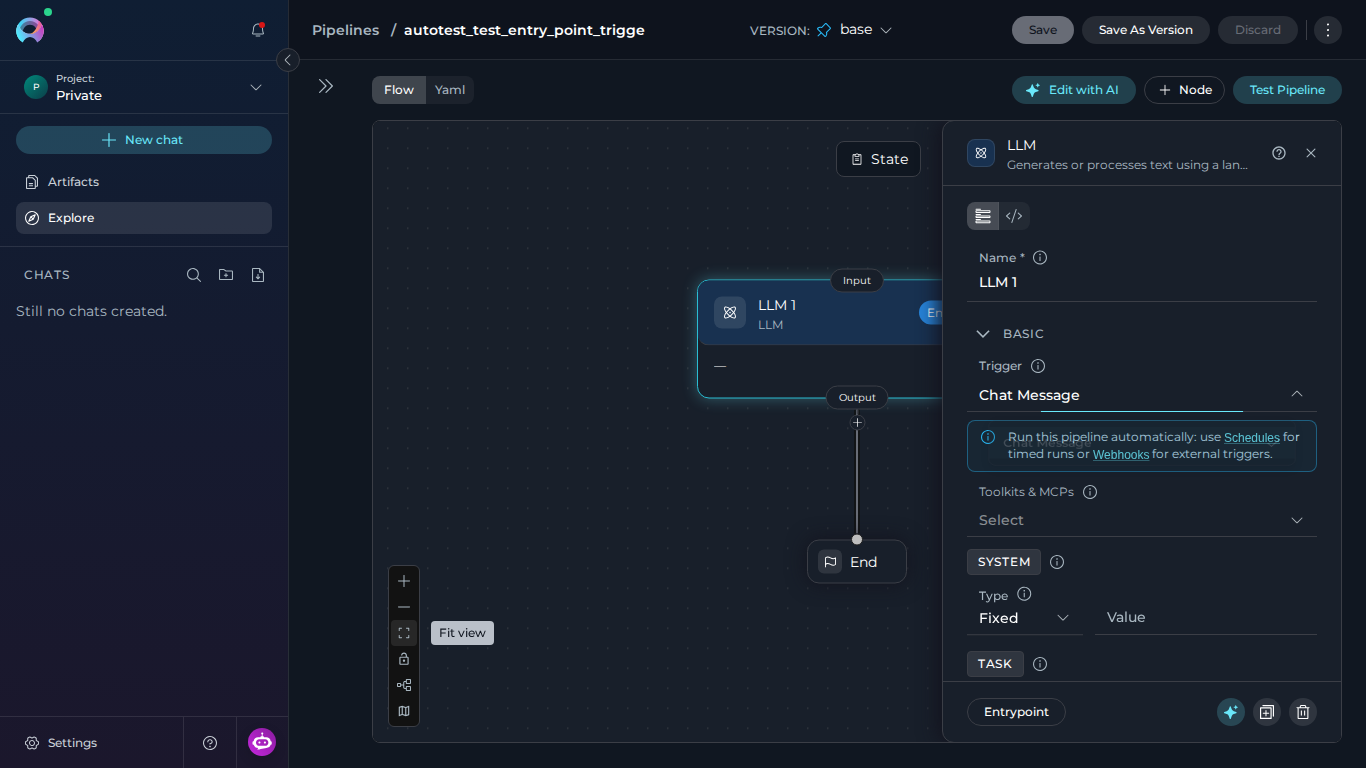 Pipelines / autotest_test_entry_point_trigge
VERSION: base
Save
Save As Version
Discard
P
Project:
Private
New chat
Artifacts
Explore
CHATS
Still no chats created.
Settings
Flow
Yaml
Edit with AI
Node
Test Pipeline
State
Input
LLM 1
LLM
En
—
Output
End
Fit view
LLM
Generates or processes text using a lan...
Name *
LLM 1
BASIC
Trigger
Chat Message
Chat Message
Run this pipeline automatically: use Schedules for
timed runs or Webhooks for external triggers.
Toolkits & MCPs
Select
SYSTEM
Type
Fixed
Value
TASK
Entrypoint